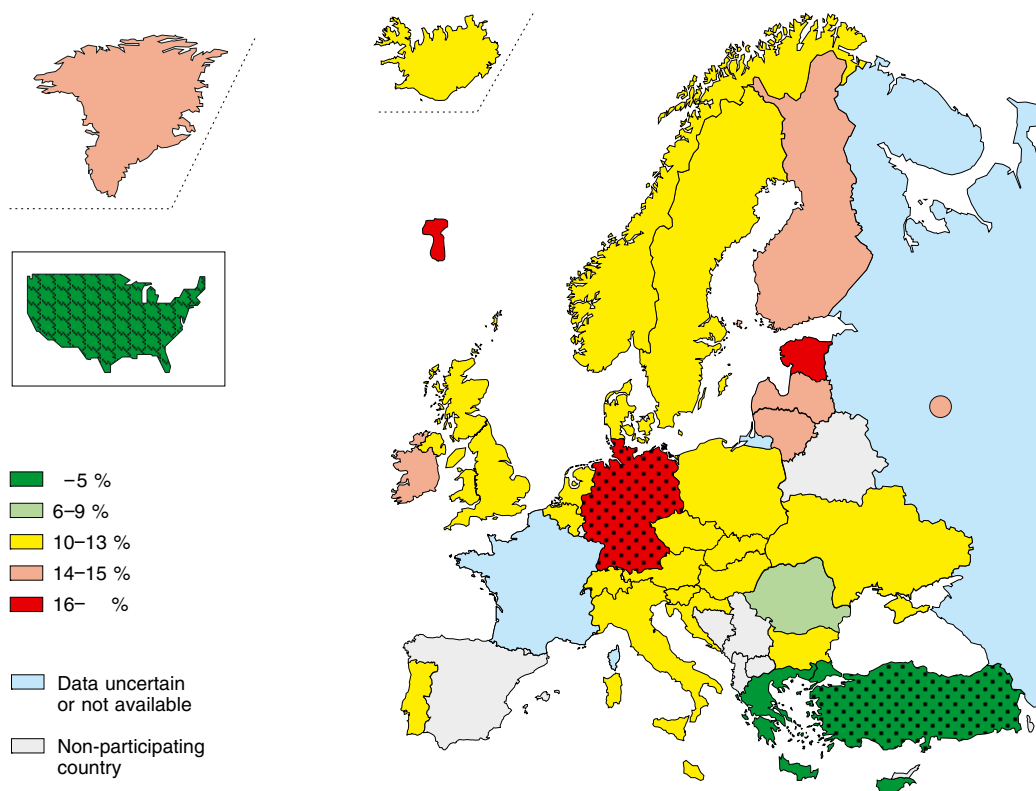 −5 %
6–9 %
10–13 %
14–15 %
16– %
Data uncertain
or not available
Non-participating
country